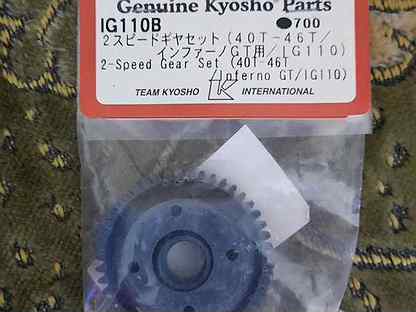 Genuine Kyosho Parts
IG110B ●700
2スピードギヤセット(40T-46T/
インファーノGT用/IG110)
2-Speed Gear Set (40T-46T
Inferno GT/IG110)
TEAM KYOSHO INTERNATIONAL